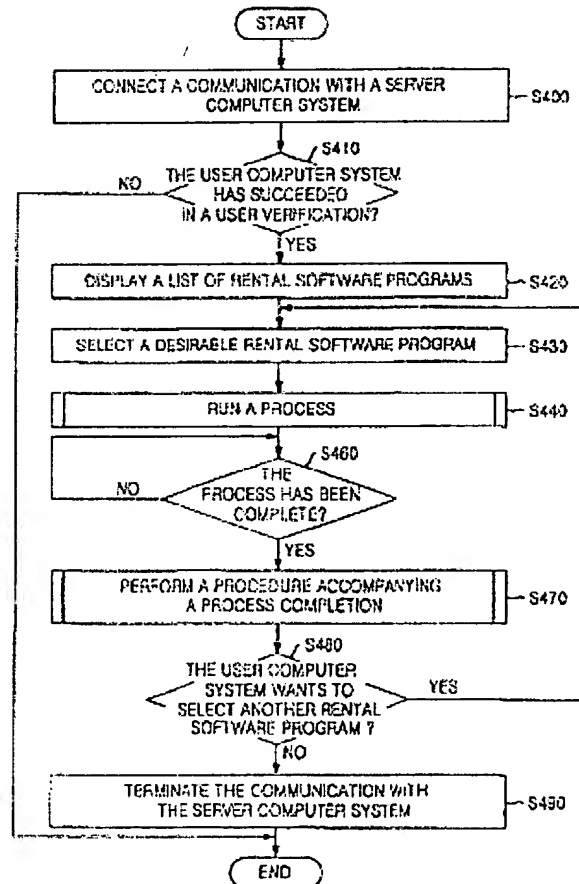 START
CONNECT A COMMUNICATION WITH A SERVER
COMPUTER SYSTEM
S400
S410
THE USER COMPUTER SYSTEM
HAS SUCCEEDED
IN A USER VERIFICATION?
NO
YES
DISPLAY A LIST OF RENTAL SOFTWARE PROGRAMS
S420
SELECT A DESIRABLE RENTAL SOFTWARE PROGRAM
S430
RUN A PROCESS
S440
S460
THE
PROCESS HAS BEEN
COMPLETE?
NO
YES
PERFORM A PROCEDURE ACCOMPANYING
A PROCESS COMPLETION
S470
S480
THE USER COMPUTER
SYSTEM WANTS TO
SELECT ANOTHER RENTAL
SOFTWARE PROGRAM ?
YES
NO
TERMINATE THE COMMUNICATION WITH
THE SERVER COMPUTER SYSTEM
S490
END